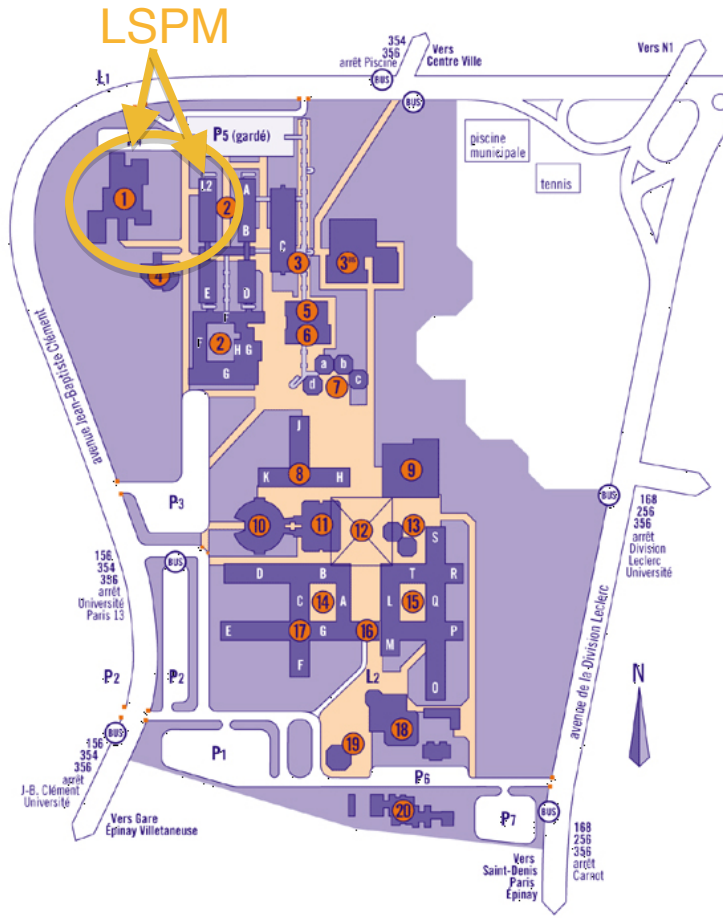 LSPM
354
356
arrêt Piscine
Vers
Centre Ville
Vers N1
BUS
BUS
L1
P5 (gardé)
piscine
municipale
tennis
1
L2
2
A
B
C
3
3 bis
4
E
D
F
F
2
H
G
G
5
6
a
b
c
d
7
avenue Jean-Baptiste Clément
J
K
8
H
9
P3
10
11
12
13
S
BUS
168
256
356
arrêt
Division
Leclerc
Université
156
354
356
arrêt
Université
Paris 13
BUS
D
B
T
R
C
14
A
L
15
Q
E
17
G
16
P
M
F
O
P2
P2
L2
avenue de la Division Leclerc
N
18
19
BUS
156
354
356
arrêt
J-B. Clément
Université
P1
P6
Vers Gare
Épinay Villetaneuse
20
P7
BUS
168
256
356
arrêt
Carnot
Vers
Saint-Denis
Paris
Épinay